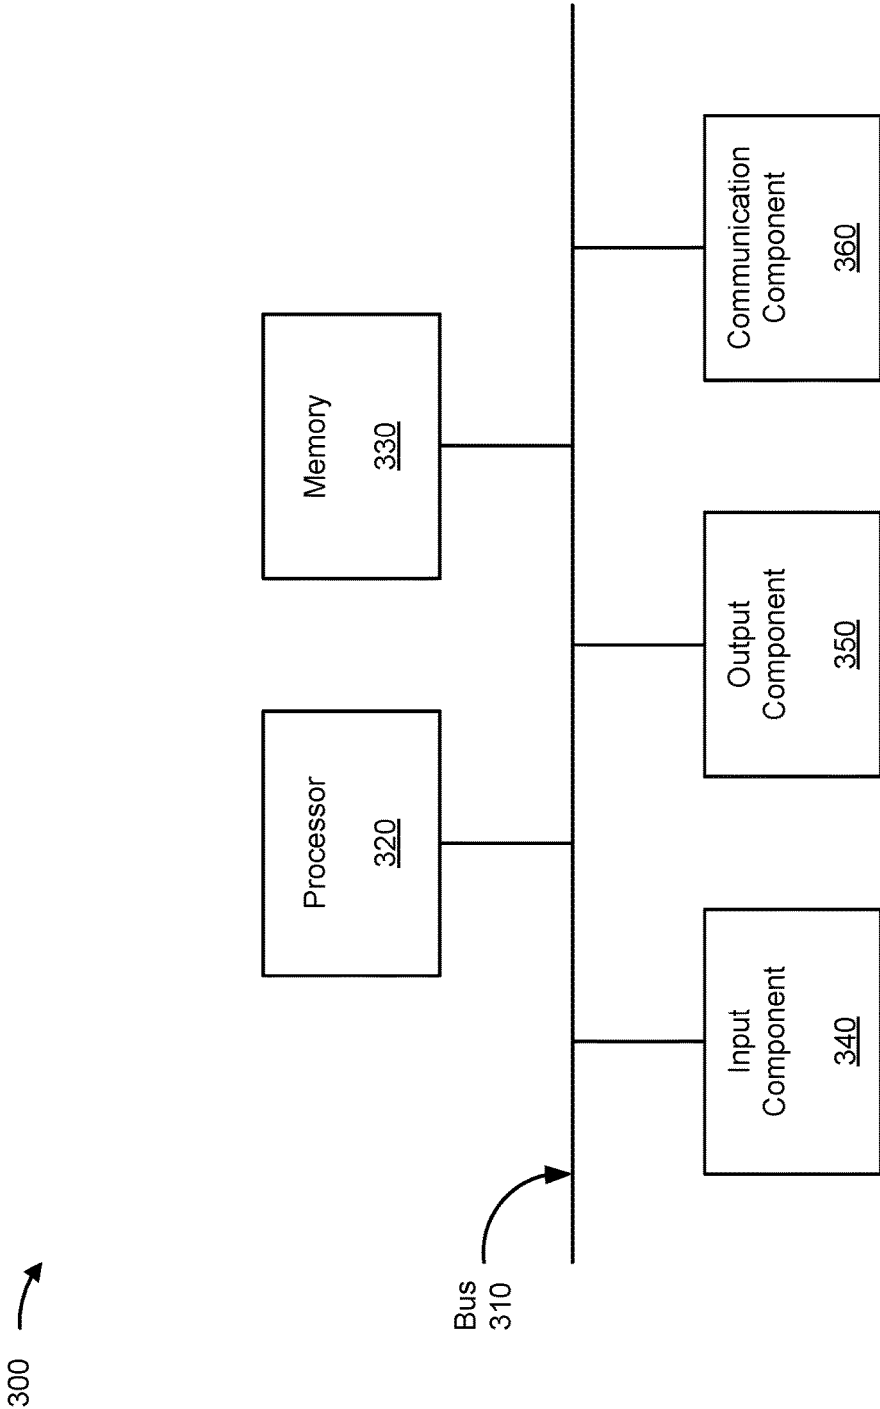 300
Bus
310
Processor
320
Memory
330
Input
Component
340
Output
Component
350
Communication
Component
360